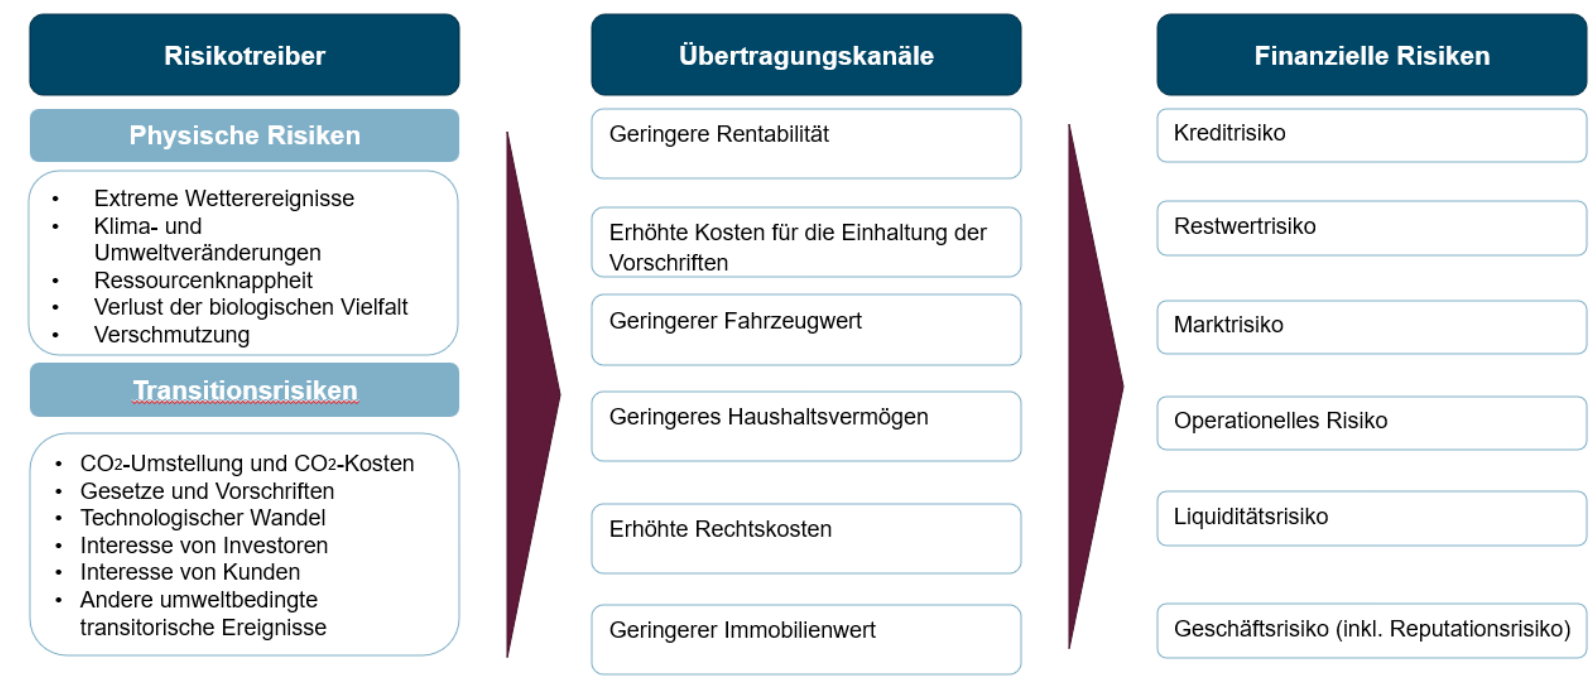 Risikotreiber
Physische Risiken
• Extreme Wetterereignisse
• Klima- und
Umweltveränderungen
• Ressourcenknappheit
• Verlust der biologischen Vielfalt
• Verschmutzung
Transitionsrisiken
• CO2-Umstellung und CO2-Kosten
• Gesetze und Vorschriften
• Technologischer Wandel
• Interesse von Investoren
• Interesse von Kunden
• Andere umweltbedingte
transitorische Ereignisse
Übertragungskanäle
Geringere Rentabilität
Erhöhte Kosten für die Einhaltung der
Vorschriften
Geringerer Fahrzeugwert
Geringeres Haushaltsvermögen
Erhöhte Rechtskosten
Geringerer Immobilienwert
Finanzielle Risiken
Kreditrisiko
Restwertrisiko
Marktrisiko
Operationelles Risiko
Liquiditätsrisiko
Geschäftsrisiko (inkl. Reputationsrisiko)